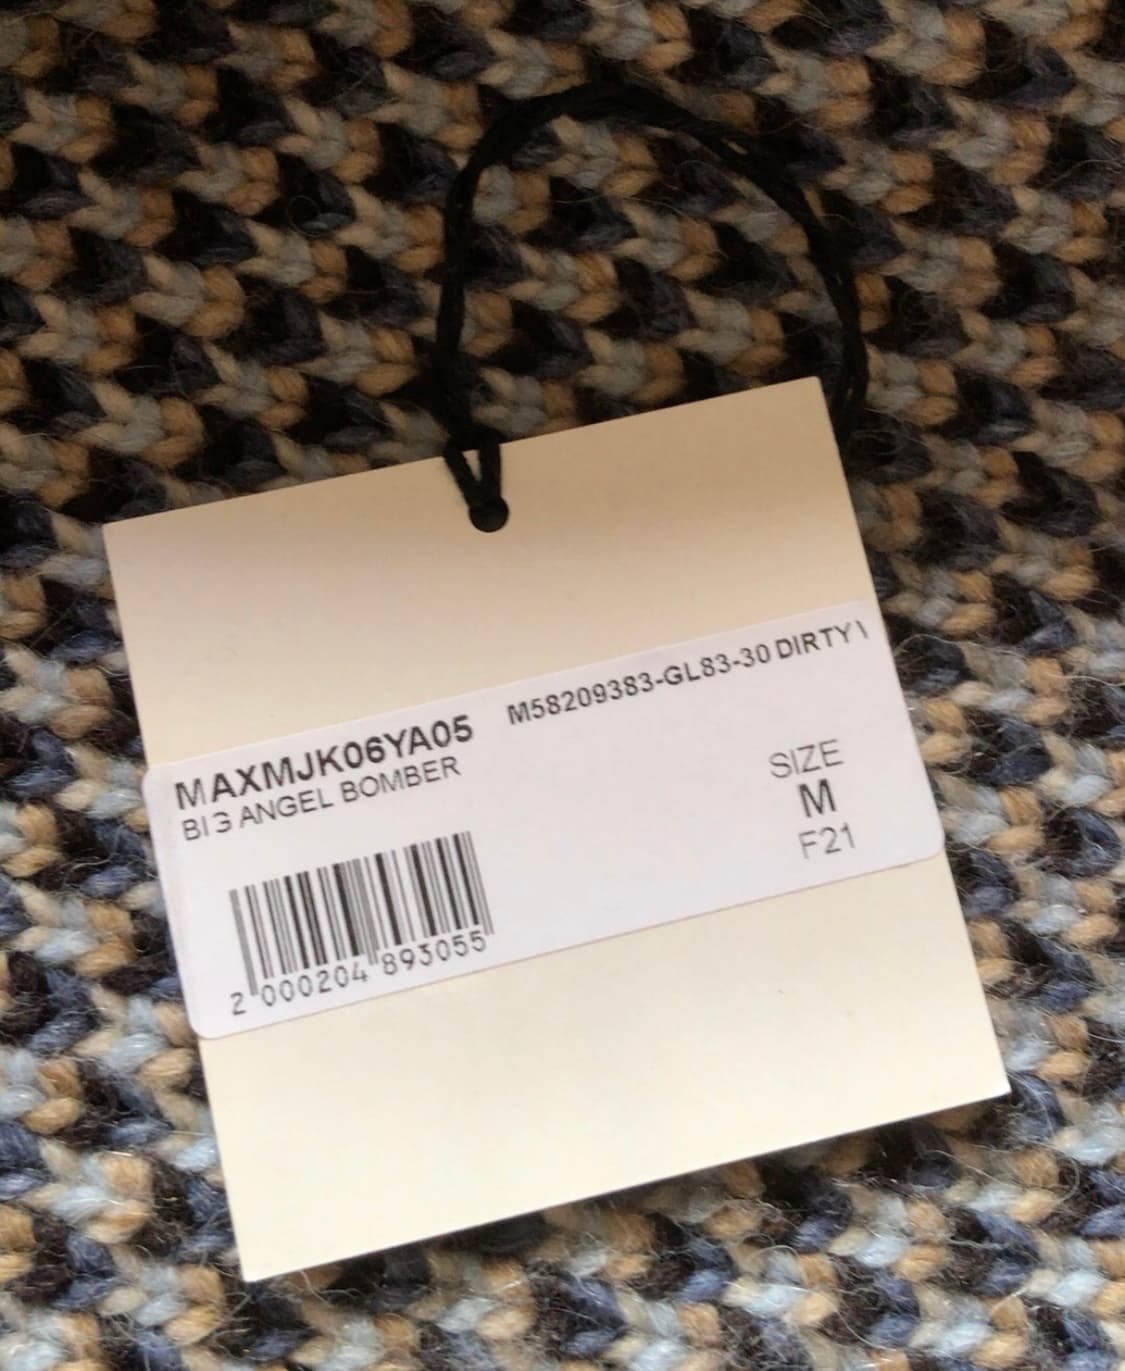 M58209383-GL83-30 DIRTY
MAXMJK06YA05
BIG ANGEL BOMBER
SIZE
M
F21
2 000204 893055